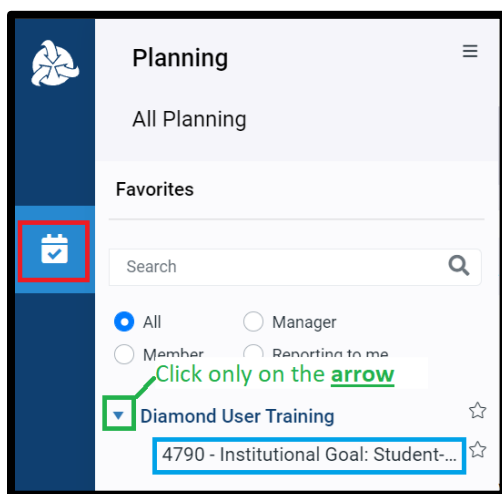 Planning
All Planning
Favorites
Search
All Manager
Member Reporting to me
Click only on the arrow
Diamond User Training
4790 - Institutional Goal: Student-...